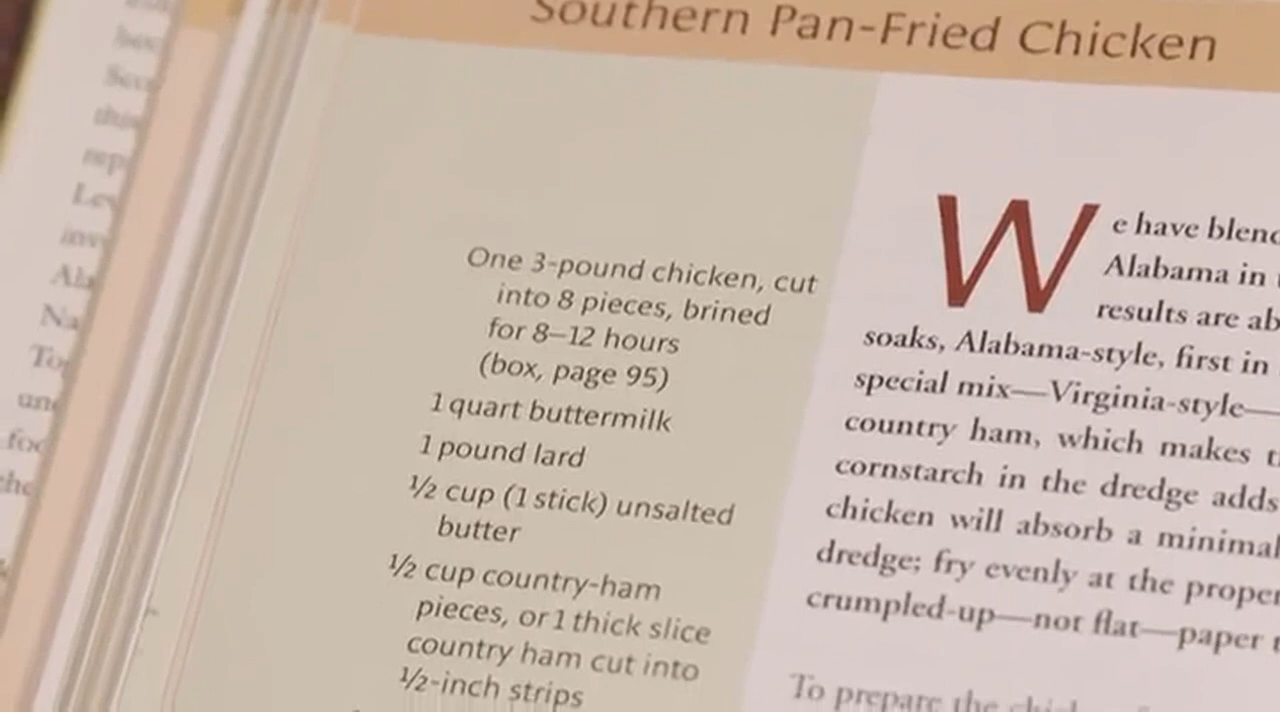 Southern Pan-Fried Chicken
One 3-pound chicken, cut
into 8 pieces, brined
for 8–12 hours
(box, page 95)
1 quart buttermilk
1 pound lard
½ cup (1 stick) unsalted
butter
½ cup country-ham
pieces, or 1 thick slice
country ham cut into
½-inch strips
We have blend
Alabama in
results are ab
soaks, Alabama-style, first in
special mix—Virginia-style—
country ham, which makes t
cornstarch in the dredge adds
chicken will absorb a minimal
dredge; fry evenly at the proper
crumpled-up—not flat—paper t
To prepare the